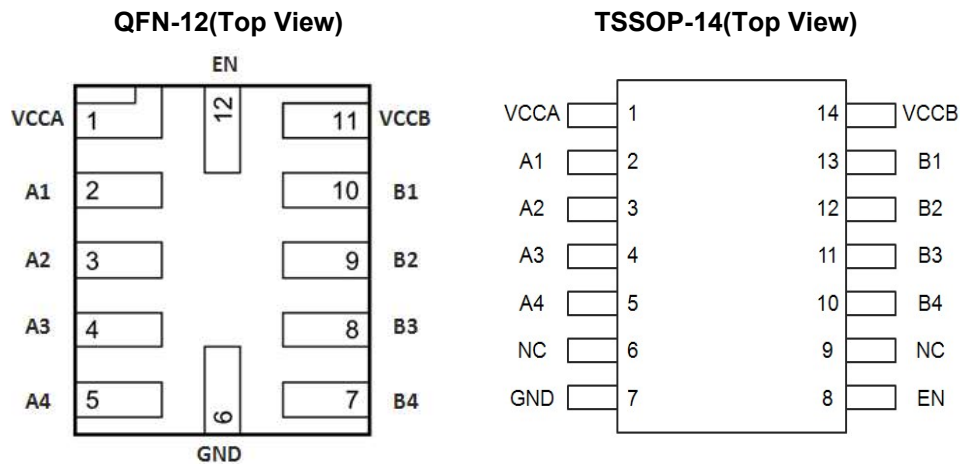 QFN-12(Top View) TSSOP-14(Top View)
EN
VCCA 1 12 11 VCCB
A1 2 10 B1
A2 3 9 B2
A3 4 8 B3
A4 5 6 7 B4
GND
VCCA 1 14 VCCB
A1 2 13 B1
A2 3 12 B2
A3 4 11 B3
A4 5 10 B4
NC 6 9 NC
GND 7 8 EN